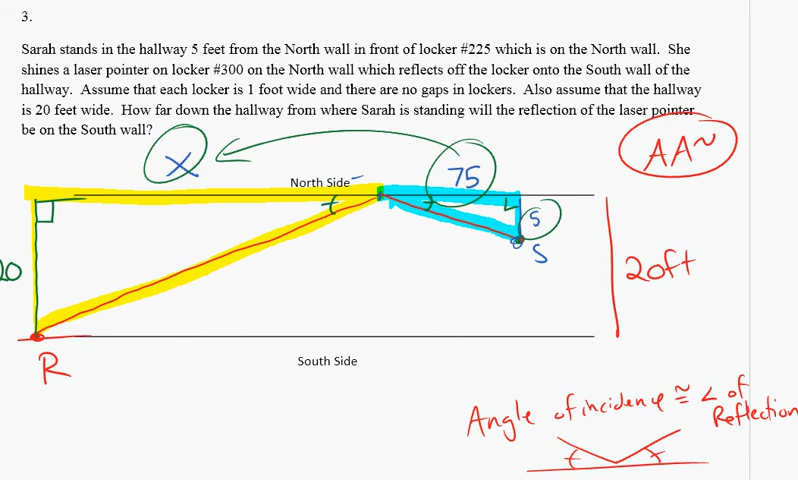 3.
Sarah stands in the hallway 5 feet from the North wall in front of locker #225 which is on the North wall. She
shines a laser pointer on locker #300 on the North wall which reflects off the locker onto the South wall of the
hallway. Assume that each locker is 1 foot wide and there are no gaps in lockers. Also assume that the hallway
is 20 feet wide. How far down the hallway from where Sarah is standing will the reflection of the laser pointer
be on the South wall?
AA~
X
North Side
75
5
S
20
20ft
R
South Side
Angle of incidence ≅ ∠ of
Reflection